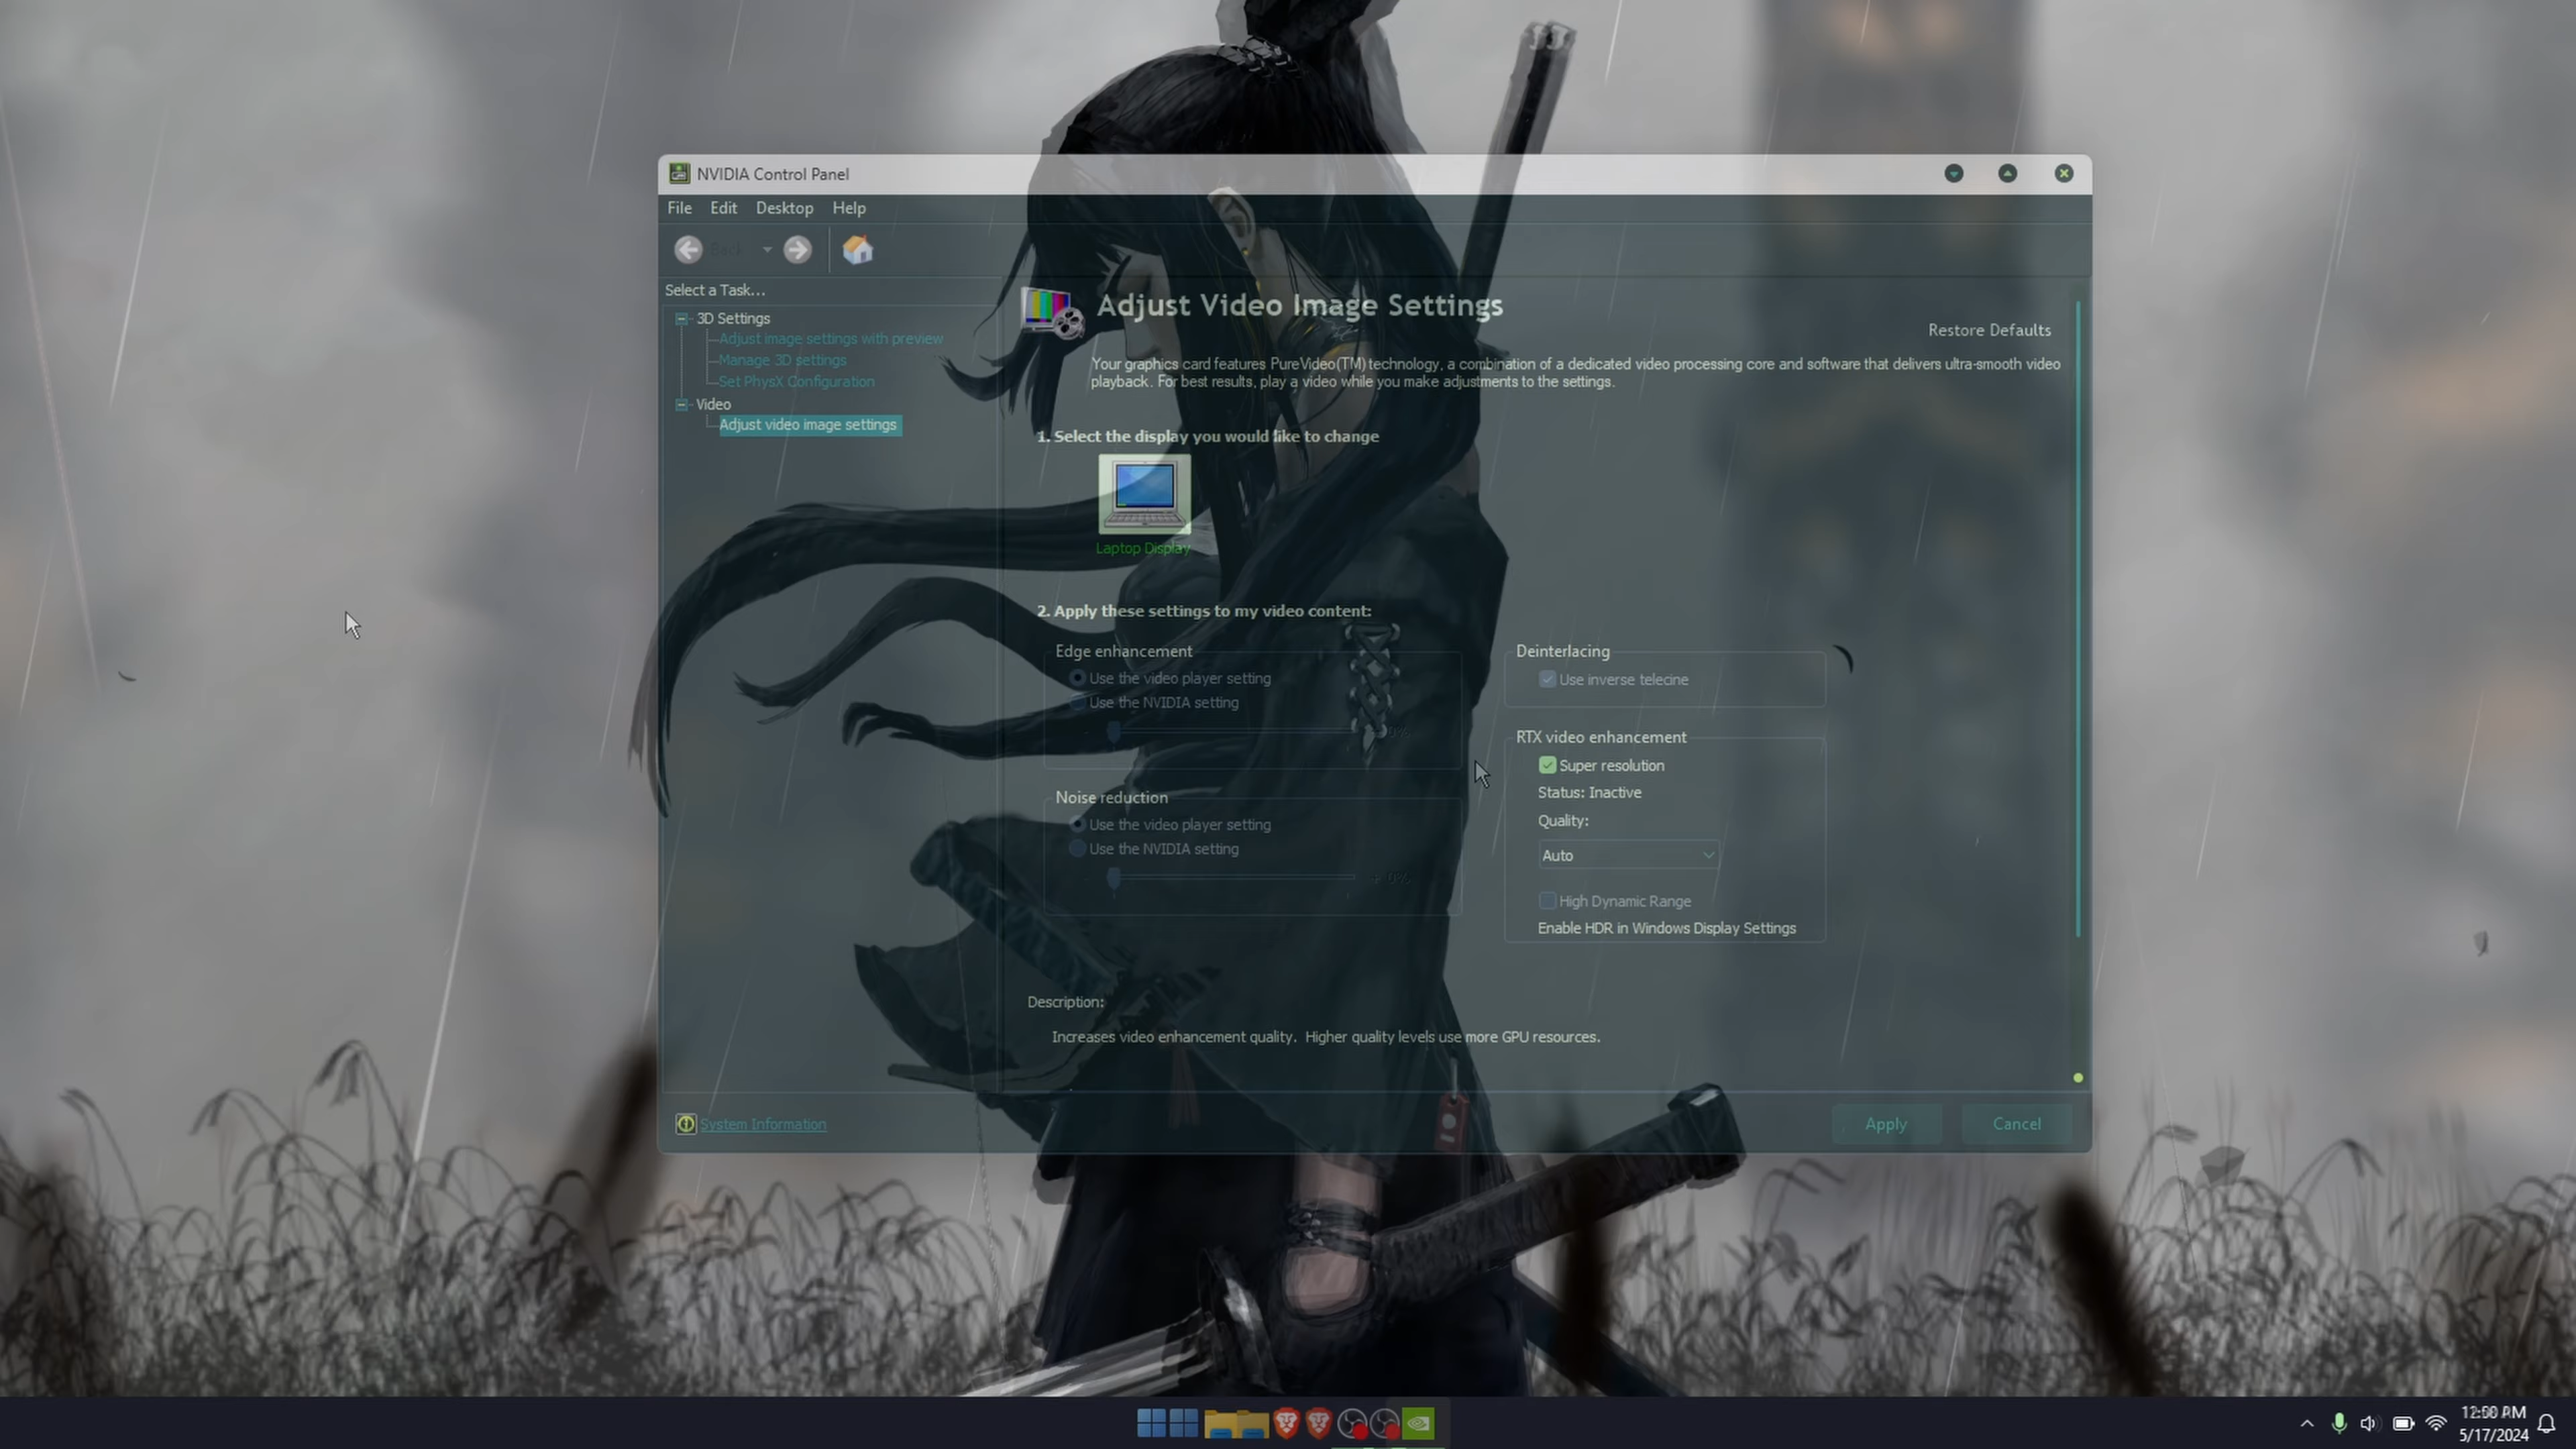 NVIDIA Control Panel
File Edit Desktop Help
Back
Select a Task...
3D Settings
Adjust image settings with preview
Manage 3D settings
Set PhysX Configuration
Video
Adjust video image settings
Adjust Video Image Settings
Restore Defaults
Your graphics card features PureVideo(TM) technology, a combination of a dedicated video processing core and software that delivers ultra-smooth video
playback. For best results, play a video while you make adjustments to the settings.
1. Select the display you would like to change
Laptop Display
2. Apply these settings to my video content:
Edge enhancement
Use the video player setting
Use the NVIDIA setting
0%
Noise reduction
Use the video player setting
Use the NVIDIA setting
+ 0%
Deinterlacing
Use inverse telecine
RTX video enhancement
Super resolution
Status: Inactive
Quality:
Auto
High Dynamic Range
Enable HDR in Windows Display Settings
Description:
Increases video enhancement quality. Higher quality levels use more GPU resources.
System Information
Apply
Cancel
5/17/2024